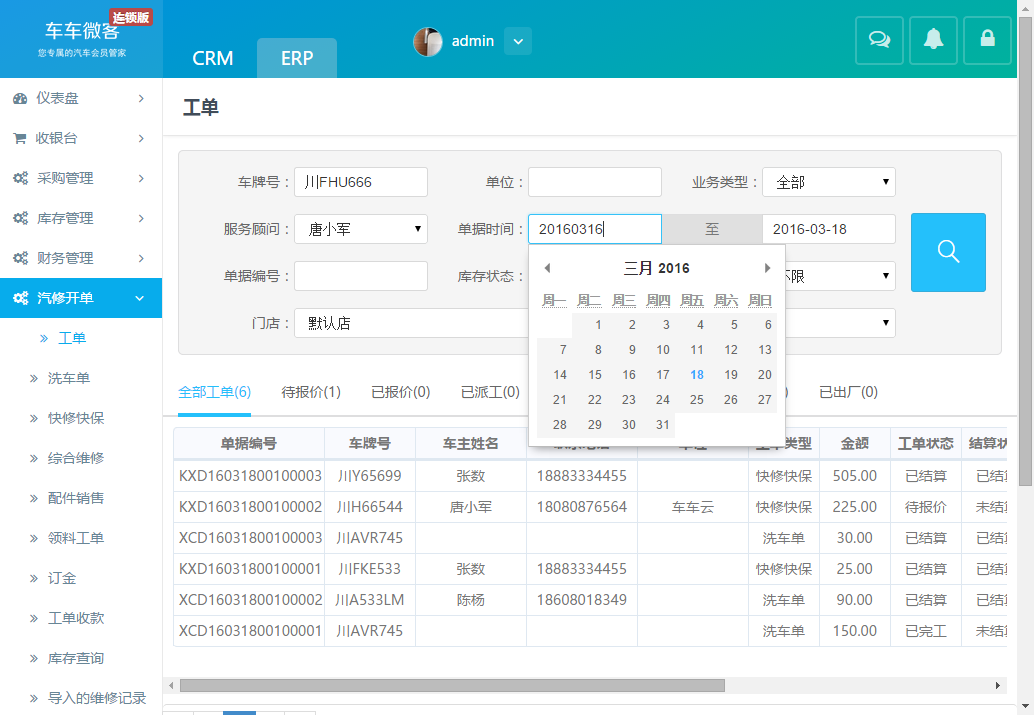 连锁版
车车微客
您专属的汽车会员管家
CRM
ERP
admin
仪表盘
收银台
采购管理
库存管理
财务管理
汽修开单
工单
洗车单
快修快保
综合维修
配件销售
领料工单
订金
工单收款
库存查询
导入的维修记录
工单
车牌号： 川FHU666 单位： 业务类型： 全部
服务顾问： 唐小军 单据时间： 20160316 至 2016-03-18
单据编号： 库存状态： 不限
门店： 默认店
三月 2016
周一 周二 周三 周四 周五 周六 周日
1 2 3 4 5 6
7 8 9 10 11 12 13
14 15 16 17 18 19 20
21 22 23 24 25 26 27
28 29 30 31
全部工单(6) 待报价(1) 已报价(0) 已派工(0) 已出厂(0)
单据编号 车牌号 车主姓名 类型 金额 工单状态 结算状
KXD16031800100003 川Y65699 张数 18883334455 快修快保 505.00 已结算 已结算
KXD16031800100002 川H66544 唐小军 18080876564 车车云 快修快保 225.00 待报价 未结算
XCD16031800100003 川AVR745 洗车单 30.00 已结算 已结算
KXD16031800100001 川FKE533 张数 18883334455 快修快保 25.00 已结算 已结算
XCD16031800100002 川A533LM 陈杨 18608018349 洗车单 90.00 已结算 已结算
XCD16031800100001 川AVR745 洗车单 150.00 已完工 未结算